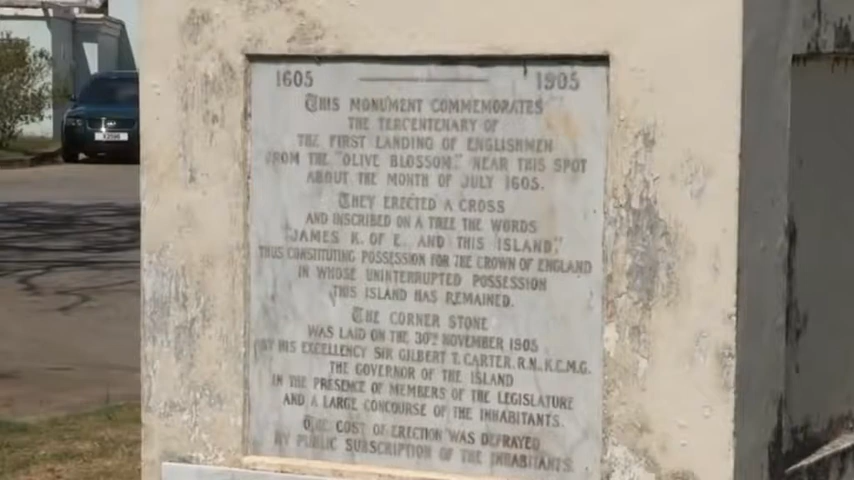 1605 1905
This Monument Commemorates
the Tercentenary of
the First Landing of Englishmen
from the "Olive Blossom," near this spot
about the month of July 1605.
They erected a cross
and inscribed on a tree the words
"James K. of E. and this island,"
thus constituting possession for the Crown of England
in whose uninterrupted possession
this island has remained.
The corner stone
was laid on the 30th November 1905
by His Excellency Sir Gilbert T. Carter, R.N., K.C.M.G.
the Governor of the Island
in the presence of members of the Legislature
and a large concourse of the inhabitants.
The cost of erection was defrayed
by public subscription of the inhabitants.